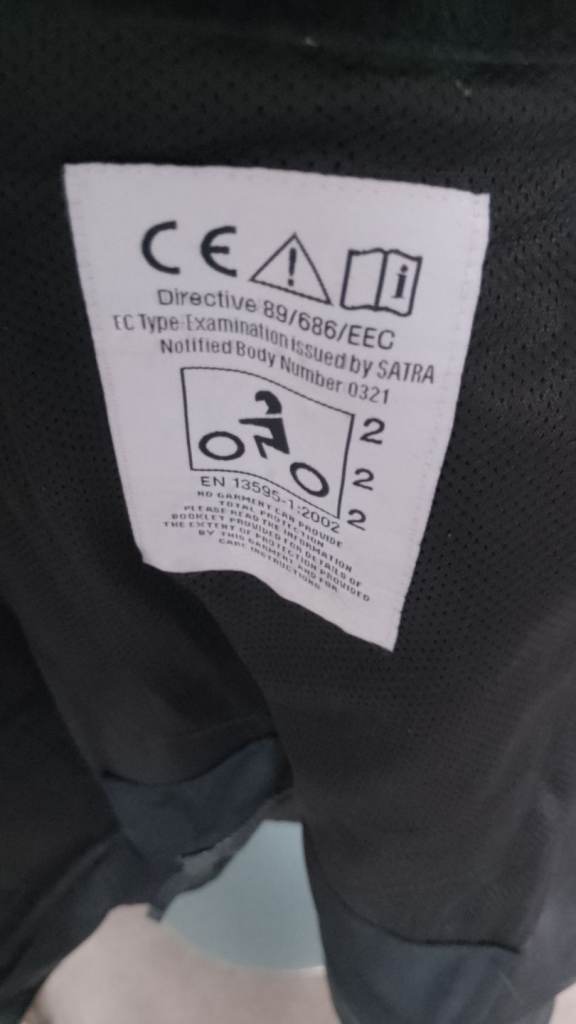 CE
Directive 89/686/EEC
EC Type-Examination issued by SATRA
Notified Body Number 0321
2
2
2
EN 13595-1:2002
NO GARMENT CAN PROVIDE
TOTAL PROTECTION
PLEASE READ THE INFORMATION
BOOKLET PROVIDED FOR DETAILS OF
THE EXTENT OF PROTECTION PROVIDED
BY THIS GARMENT AND FOR
CARE INSTRUCTIONS